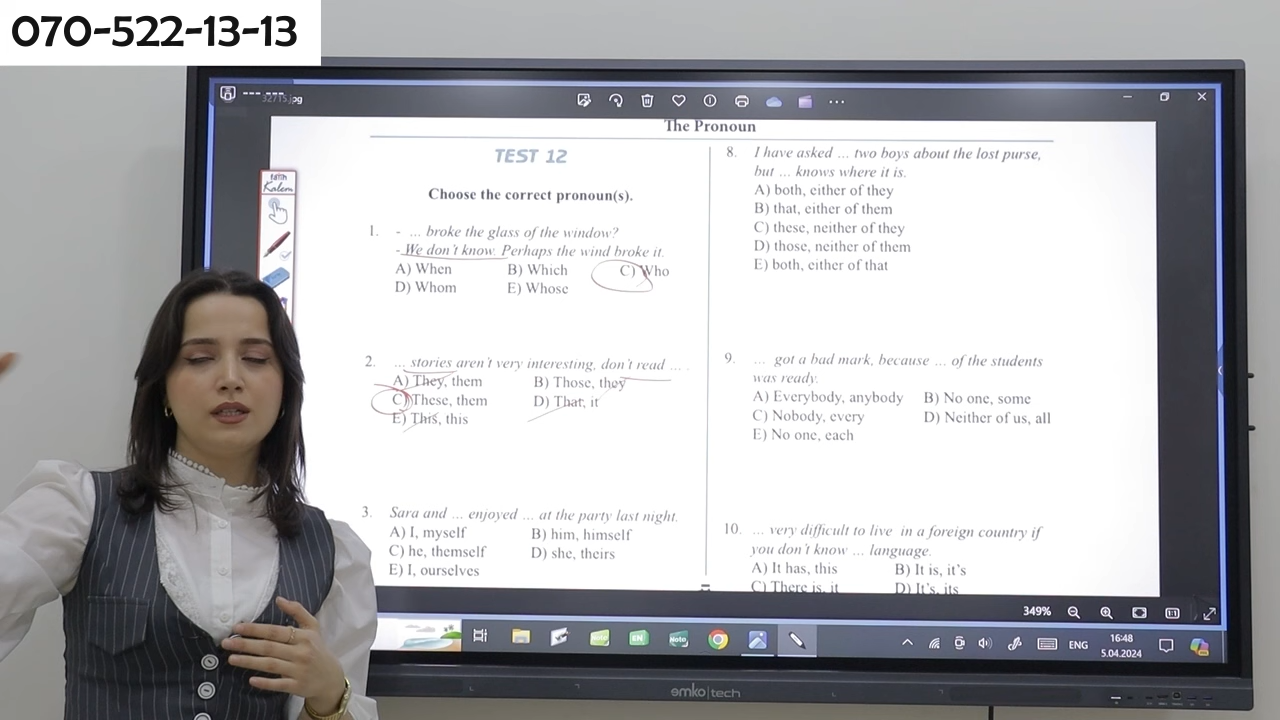 070-522-13-13
32715.jpg
The Pronoun
TEST 12
Choose the correct pronoun(s).
1. - ... broke the glass of the window?
- We don't know. Perhaps the wind broke it.
A) When B) Which C) Who
D) Whom E) Whose
2. ... stories aren't very interesting, don't read ... .
A) They, them B) Those, they
C) These, them D) That, it
E) This, this
3. Sara and ... enjoyed ... at the party last night.
A) I, myself B) him, himself
C) he, themself D) she, theirs
E) I, ourselves
8. I have asked ... two boys about the lost purse,
but ... knows where it is.
A) both, either of they
B) that, either of them
C) these, neither of they
D) those, neither of them
E) both, either of that
9. ... got a bad mark, because ... of the students
was ready.
A) Everybody, anybody B) No one, some
C) Nobody, every D) Neither of us, all
E) No one, each
10. ... very difficult to live in a foreign country if
you don't know ... language.
A) It has, this B) It is, it's
C) There is, it D) It's, its
Kalem
349%
EN
ENG
16:48
5.04.2024
emko|tech